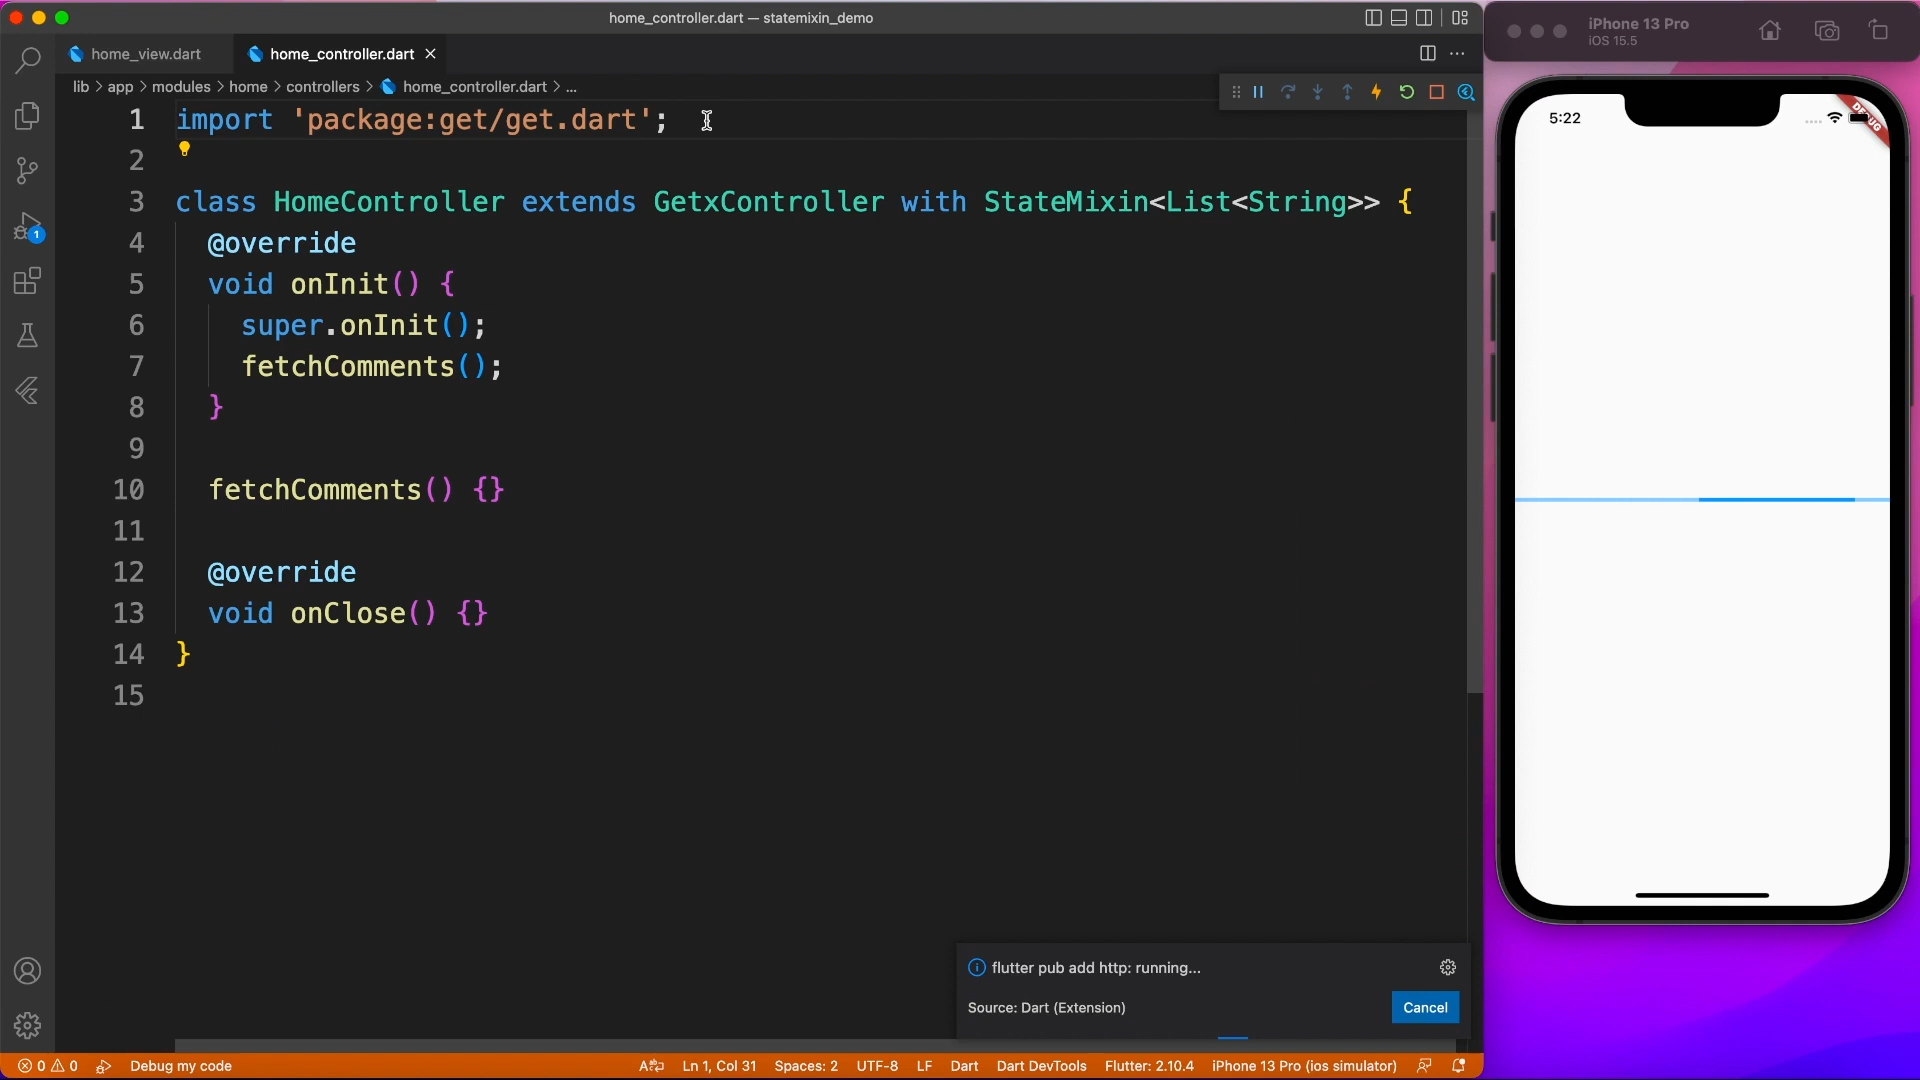 home_controller.dart — statemixin_demo
home_view.dart
home_controller.dart
lib > app > modules > home > controllers > home_controller.dart > ...
1 import 'package:get/get.dart';
2
3 class HomeController extends GetxController with StateMixin<List<String>> {
4 @override
5 void onInit() {
6 super.onInit();
7 fetchComments();
8 }
9
10 fetchComments() {}
11
12 @override
13 void onClose() {}
14 }
15
1
flutter pub add http: running...
Source: Dart (Extension)
Cancel
0 0 Debug my code Ln 1, Col 31 Spaces: 2 UTF-8 LF Dart Dart DevTools Flutter: 2.10.4 iPhone 13 Pro (ios simulator)
iPhone 13 Pro
iOS 15.5
5:22
DEBUG